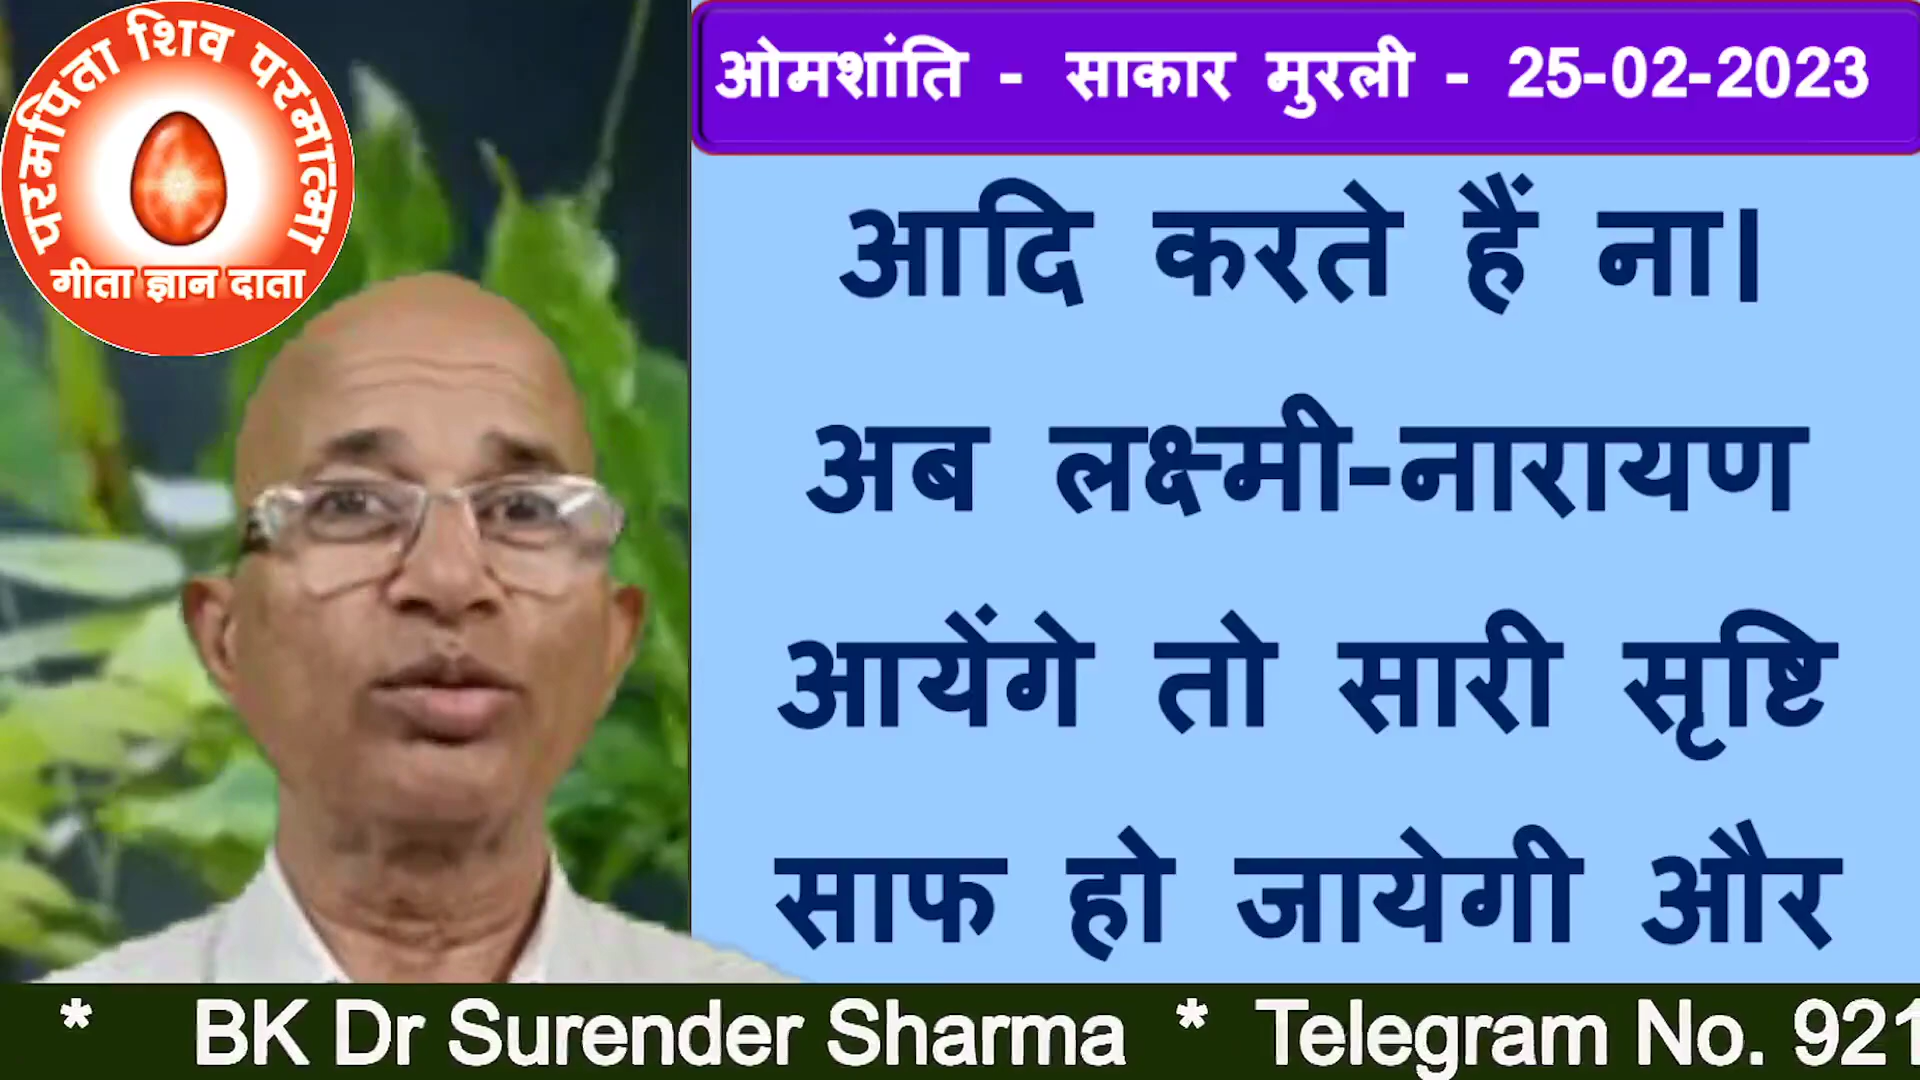 परमपिता शिव परमात्मा
गीता ज्ञान दाता
ओमशांति - साकार मुरली - 25-02-2023
आदि करते हैं ना।
अब लक्ष्मी-नारायण
आयेंगे तो सारी सृष्टि
साफ हो जायेगी और
* BK Dr Surender Sharma * Telegram No. 921